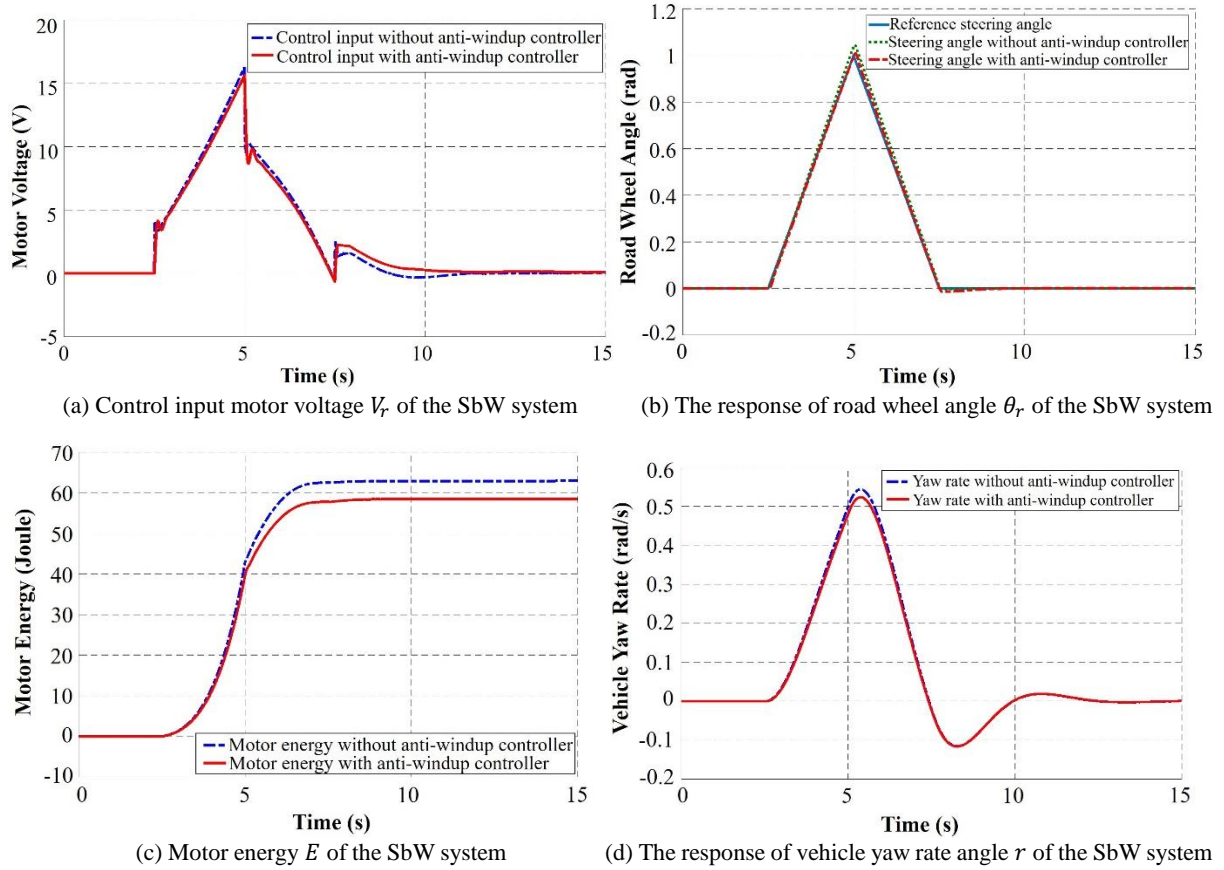 20
15
10
5
0
-5
Motor Voltage (V)
Control input without anti-windup controller
Control input with anti-windup controller
0
5
10
15
Time (s)
(a) Control input motor voltage V_r of the SbW system
1.2
1
0.8
0.6
0.4
0.2
0
-0.2
Road Wheel Angle (rad)
Reference steering angle
Steering angle without anti-windup controller
Steering angle with anti-windup controller
0
5
10
15
Time (s)
(b) The response of road wheel angle θ_r of the SbW system
70
60
50
40
30
20
10
0
-10
Motor Energy (Joule)
Motor energy without anti-windup controller
Motor energy with anti-windup controller
0
5
10
15
Time (s)
(c) Motor energy E of the SbW system
0.6
0.5
0.4
0.3
0.2
0.1
0
-0.1
-0.2
Vehicle Yaw Rate (rad/s)
Yaw rate without anti-windup controller
Yaw rate with anti-windup controller
0
5
10
15
Time (s)
(d) The response of vehicle yaw rate angle r of the SbW system